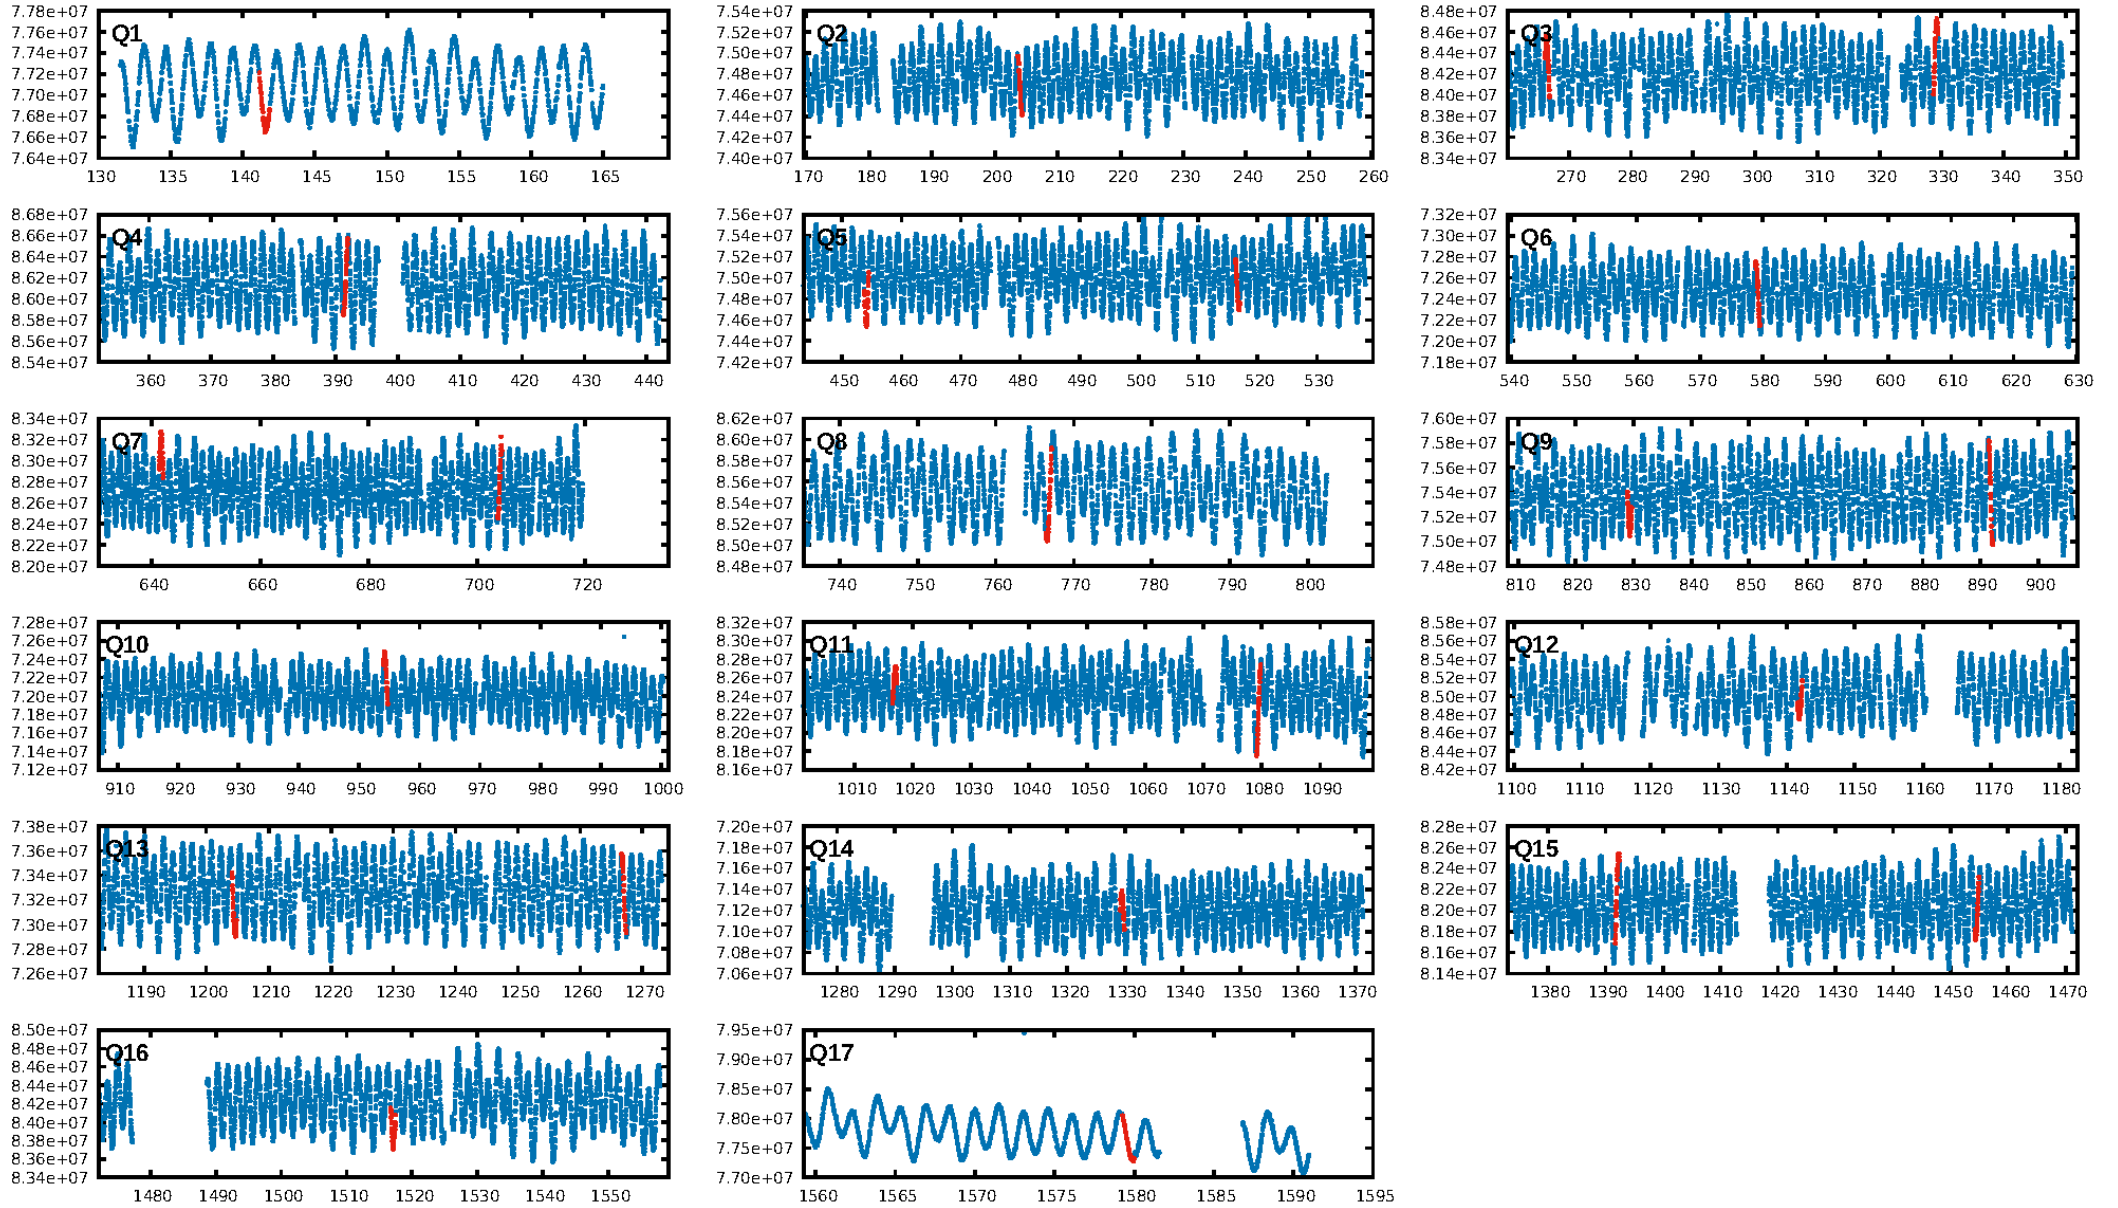 7.78e+07 7.76e+07 7.74e+07 7.72e+07 7.70e+07 7.68e+07 7.66e+07 7.64e+07
Q1
130 135 140 145 150 155 160 165
7.54e+07 7.52e+07 7.50e+07 7.48e+07 7.46e+07 7.44e+07 7.42e+07 7.40e+07
Q2
170 180 190 200 210 220 230 240 250 260
8.48e+07 8.46e+07 8.44e+07 8.42e+07 8.40e+07 8.38e+07 8.36e+07 8.34e+07
Q3
270 280 290 300 310 320 330 340 350
8.68e+07 8.66e+07 8.64e+07 8.62e+07 8.60e+07 8.58e+07 8.56e+07 8.54e+07
Q4
360 370 380 390 400 410 420 430 440
7.56e+07 7.54e+07 7.52e+07 7.50e+07 7.48e+07 7.46e+07 7.44e+07 7.42e+07
Q5
450 460 470 480 490 500 510 520 530
7.32e+07 7.30e+07 7.28e+07 7.26e+07 7.24e+07 7.22e+07 7.20e+07 7.18e+07
Q6
540 550 560 570 580 590 600 610 620 630
8.34e+07 8.32e+07 8.30e+07 8.28e+07 8.26e+07 8.24e+07 8.22e+07 8.20e+07
Q7
640 660 680 700 720
8.62e+07 8.60e+07 8.58e+07 8.56e+07 8.54e+07 8.52e+07 8.50e+07 8.48e+07
Q8
740 750 760 770 780 790 800
7.60e+07 7.58e+07 7.56e+07 7.54e+07 7.52e+07 7.50e+07 7.48e+07
Q9
810 820 830 840 850 860 870 880 890 900
7.28e+07 7.26e+07 7.24e+07 7.22e+07 7.20e+07 7.18e+07 7.16e+07 7.14e+07 7.12e+07
Q10
910 920 930 940 950 960 970 980 990 1000
8.32e+07 8.30e+07 8.28e+07 8.26e+07 8.24e+07 8.22e+07 8.20e+07 8.18e+07 8.16e+07
Q11
1010 1020 1030 1040 1050 1060 1070 1080 1090
8.58e+07 8.56e+07 8.54e+07 8.52e+07 8.50e+07 8.48e+07 8.46e+07 8.44e+07 8.42e+07
Q12
1100 1110 1120 1130 1140 1150 1160 1170 1180
7.38e+07 7.36e+07 7.34e+07 7.32e+07 7.30e+07 7.28e+07 7.26e+07
Q13
1190 1200 1210 1220 1230 1240 1250 1260 1270
7.20e+07 7.18e+07 7.16e+07 7.14e+07 7.12e+07 7.10e+07 7.08e+07 7.06e+07
Q14
1280 1290 1300 1310 1320 1330 1340 1350 1360 1370
8.28e+07 8.26e+07 8.24e+07 8.22e+07 8.20e+07 8.18e+07 8.16e+07 8.14e+07
Q15
1380 1390 1400 1410 1420 1430 1440 1450 1460 1470
8.50e+07 8.48e+07 8.46e+07 8.44e+07 8.42e+07 8.40e+07 8.38e+07 8.36e+07 8.34e+07
Q16
1480 1490 1500 1510 1520 1530 1540 1550
7.95e+07 7.90e+07 7.85e+07 7.80e+07 7.75e+07 7.70e+07
Q17
1560 1565 1570 1575 1580 1585 1590 1595